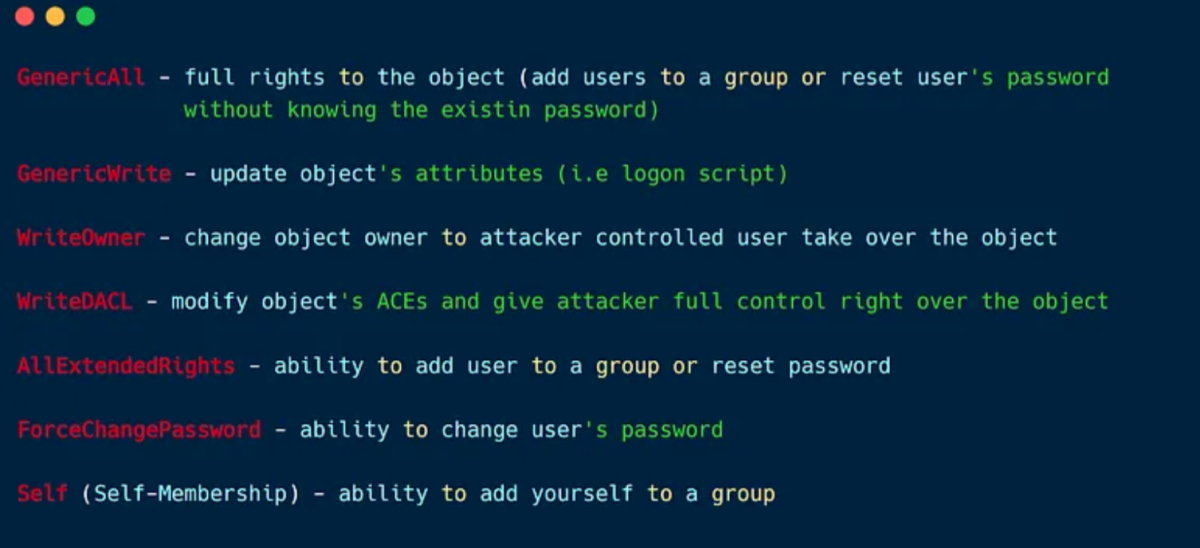 GenericAll - full rights to the object (add users to a group or reset user's password
without knowing the existin password)
GenericWrite - update object's attributes (i.e logon script)
WriteOwner - change object owner to attacker controlled user take over the object
WriteDACL - modify object's ACEs and give attacker full control right over the object
AllExtendedRights - ability to add user to a group or reset password
ForceChangePassword - ability to change user's password
Self (Self-Membership) - ability to add yourself to a group